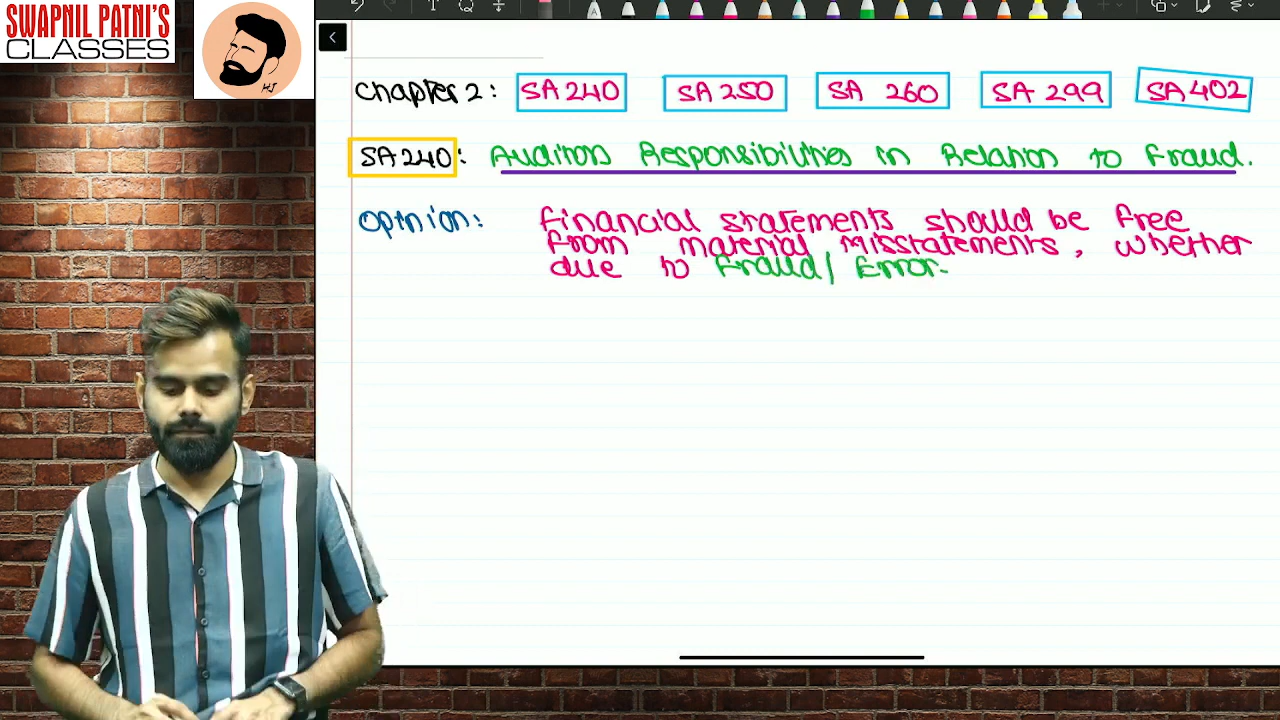 SWAPNIL PATNI'S
CLASSES
HJ
Chapter 2: SA 240 SA 250 SA 260 SA 299 SA 402
SA 240: Auditors Responsibilities in Relation to Fraud.
Opinion: Financial statements should be free
from material misstatements, whether
due to Fraud/ Error.